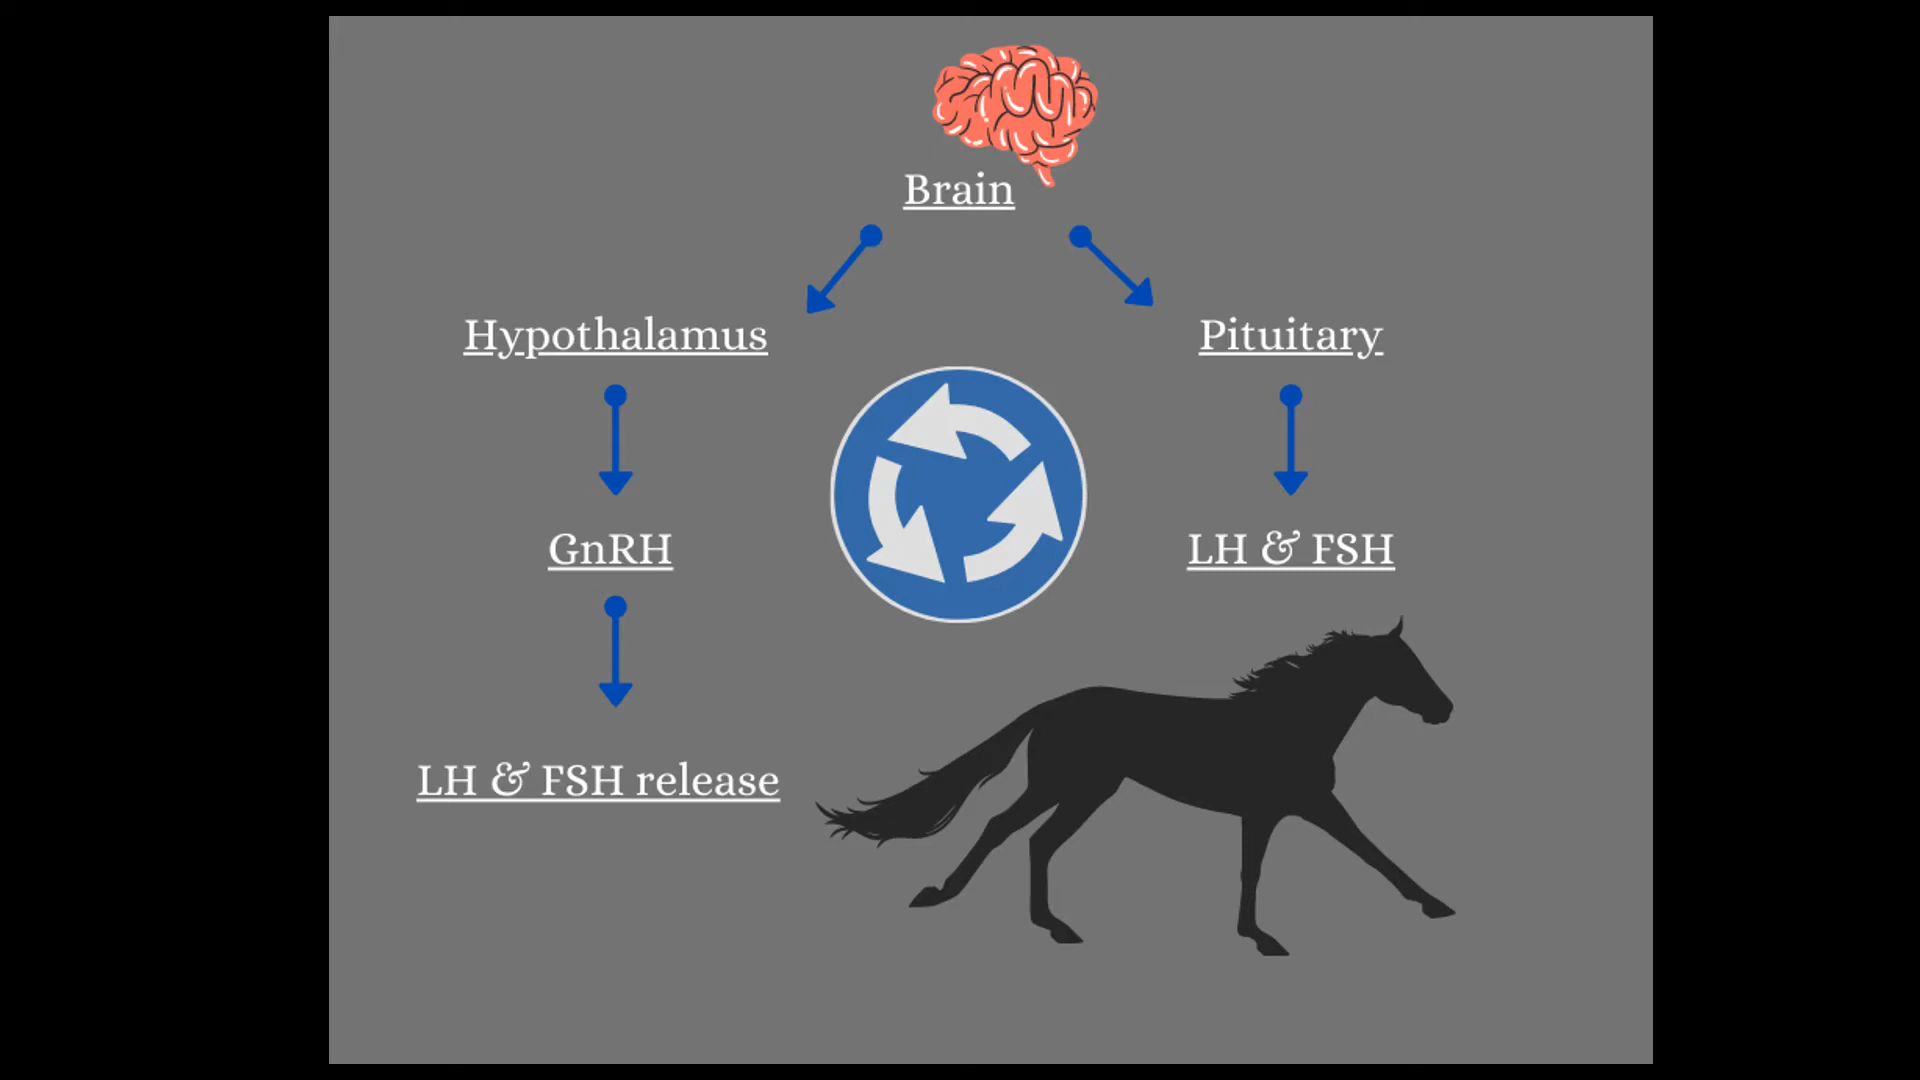 Brain
Hypothalamus
Pituitary
GnRH
LH & FSH
LH & FSH release